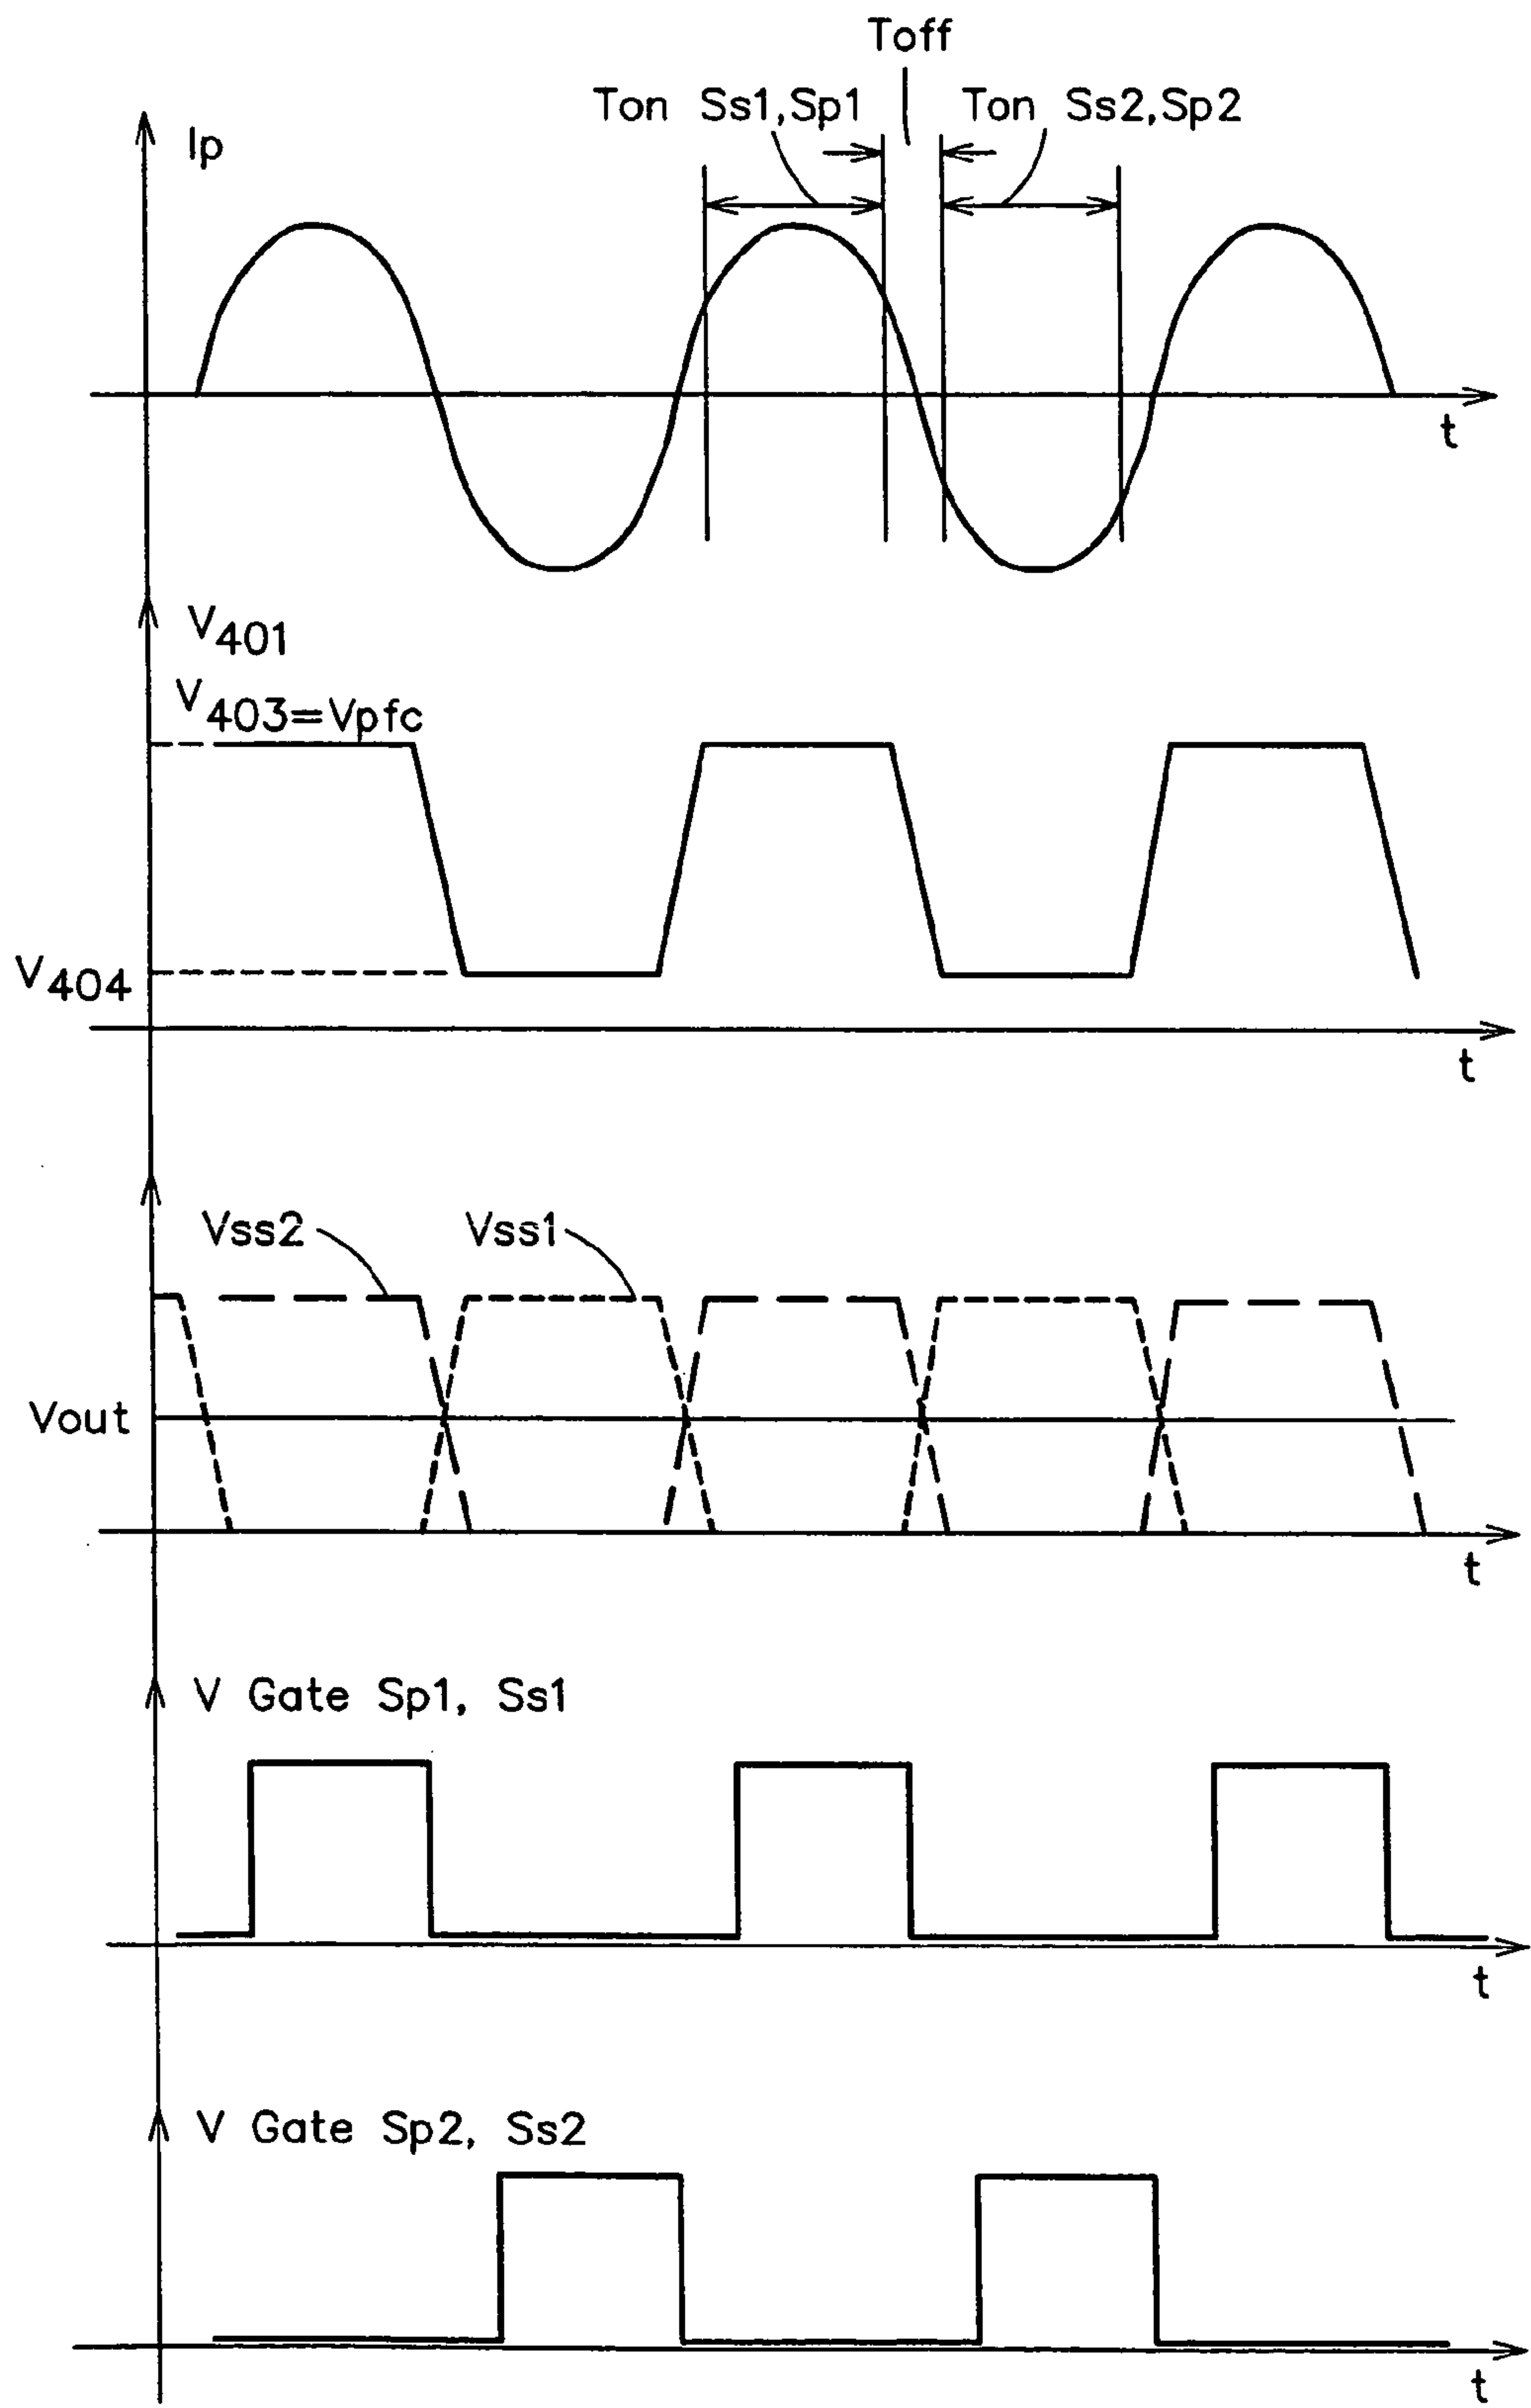 Toff
Ton Ss1,Sp1
Ton Ss2,Sp2
Ip
t
V401
V403=Vpfc
V404
t
Vss2
Vss1
Vout
t
V Gate Sp1, Ss1
t
V Gate Sp2, Ss2
t